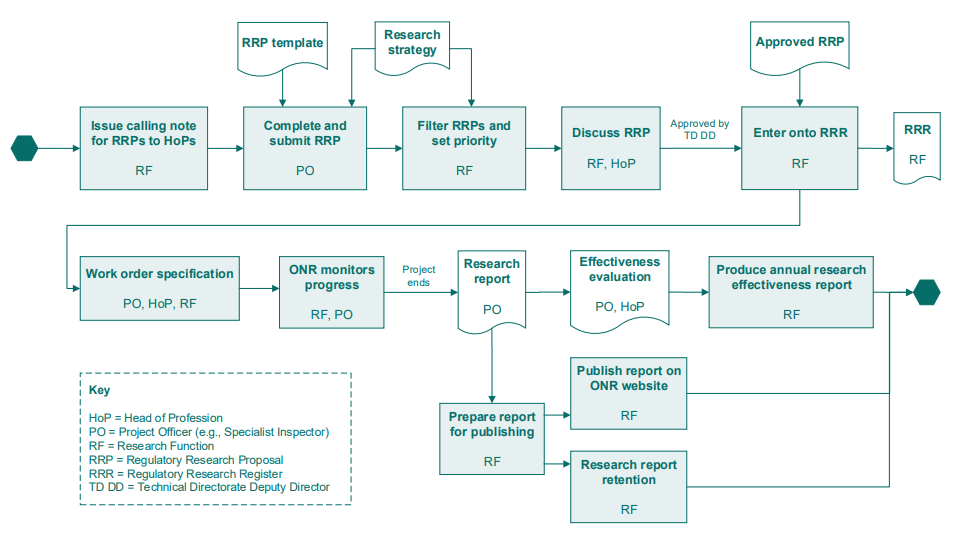 RRP template
Research
strategy
Approved RRP
Issue calling note
for RRPs to HoPs
RF
Complete and
submit RRP
PO
Filter RRPs and
set priority
RF
Discuss RRP
RF, HoP
Approved by
TD DD
Enter onto RRR
RF
RRR
RF
Work order specification
PO, HoP, RF
ONR monitors
progress
RF, PO
Project
ends
Research
report
PO
Effectiveness
evaluation
PO, HoP
Produce annual research
effectiveness report
RF
Publish report on
ONR website
RF
Prepare report
for publishing
RF
Research report
retention
RF
Key
HoP = Head of Profession
PO = Project Officer (e.g., Specialist Inspector)
RF = Research Function
RRP = Regulatory Research Proposal
RRR = Regulatory Research Register
TD DD = Technical Directorate Deputy Director